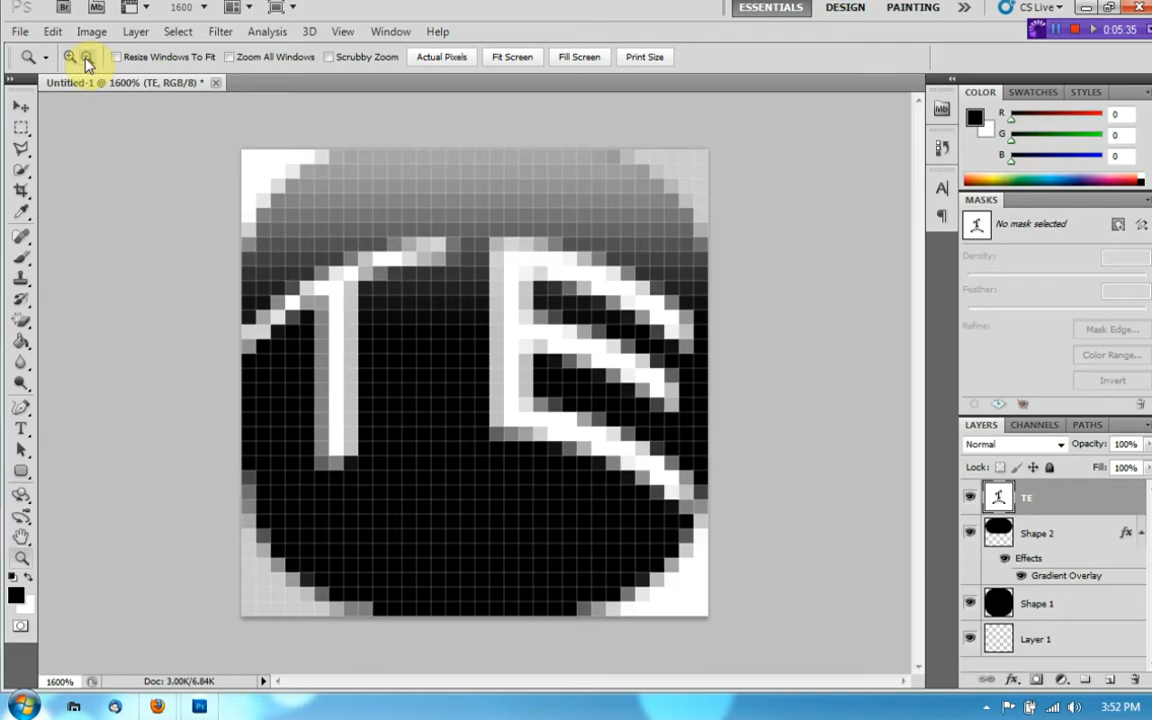 Ps Br Mb 1600 ESSENTIALS DESIGN PAINTING CS Live
File Edit Image Layer Select Filter Analysis 3D View Window Help
0:05:35
Resize Windows To Fit Zoom All Windows Scrubby Zoom Actual Pixels Fit Screen Fill Screen Print Size
Untitled-1 @ 1600% (TE, RGB/8) *
COLOR SWATCHES STYLES
R 0
G 0
B 0
MASKS
No mask selected
Density:
Feather:
Refine: Mask Edge...
Color Range...
Invert
LAYERS CHANNELS PATHS
Normal Opacity: 100%
Lock: Fill: 100%
TE
Shape 2 fx
Effects
Gradient Overlay
Shape 1
Layer 1
TE
1600% Doc: 3.00K/6.84K
3:52 PM